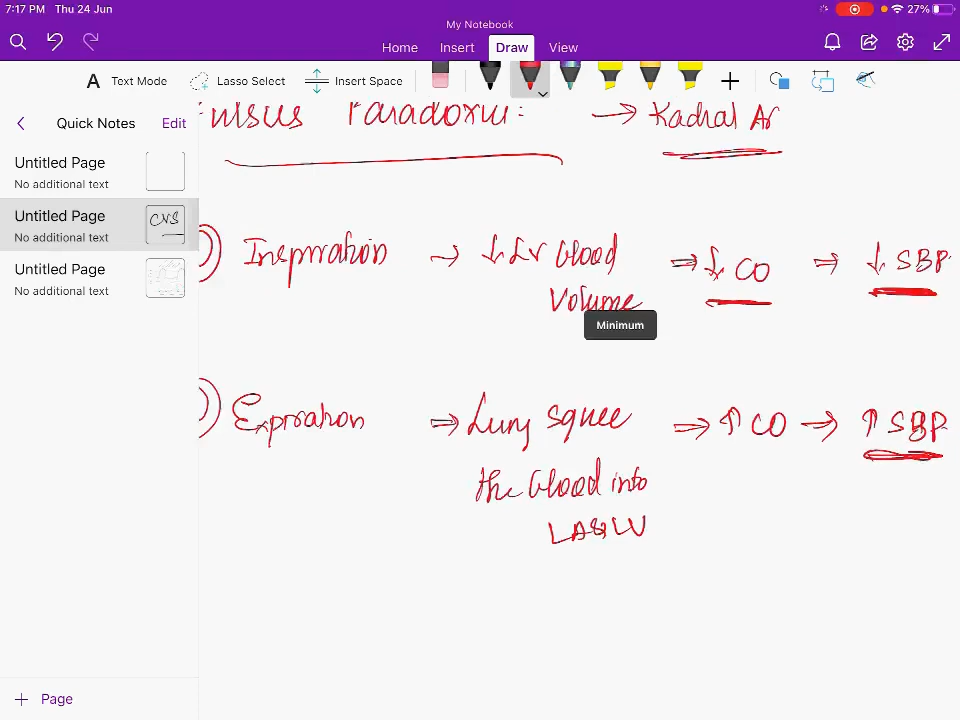 7:17 PM Thu 24 Jun
27%
My Notebook
Home Insert Draw View
Text Mode Lasso Select Insert Space
Quick Notes Edit
Untitled Page
No additional text
Untitled Page
No additional text
CNS
Untitled Page
No additional text
Page
ulsus Paradoxu: → Radial Ar
Inspiration → ↓ LV blood ⇒ ↓ CO ⇒ ↓ SBP
Volume
Minimum
Expiration ⇒ Lung squee ⇒ ↑ CO → ↑ SBP
the blood into
LA & LV